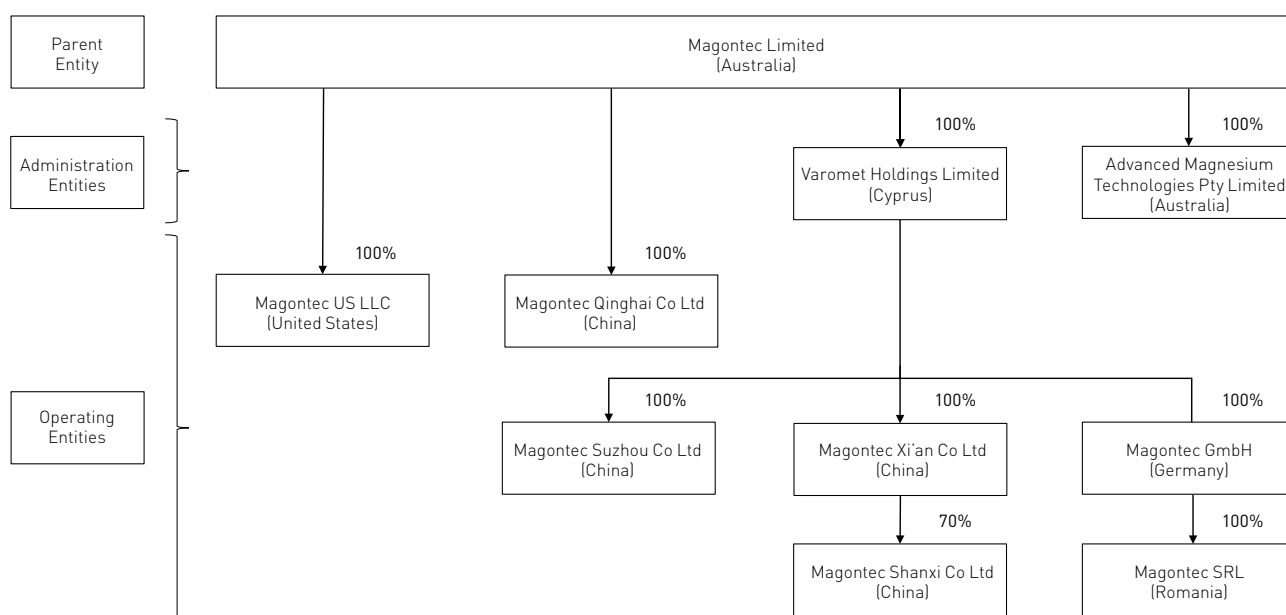 Parent
Entity
Magontec Limited
(Australia)
100%
100%
Administration
Entities
Varomet Holdings Limited
(Cyprus)
Advanced Magnesium
Technologies Pty Limited
(Australia)
100%
100%
Magontec US LLC
(United States)
Magontec Qinghai Co Ltd
(China)
Operating
Entities
100%
100%
100%
Magontec Suzhou Co Ltd
(China)
Magontec Xi'an Co Ltd
(China)
Magontec GmbH
(Germany)
70%
100%
Magontec Shanxi Co Ltd
(China)
Magontec SRL
(Romania)